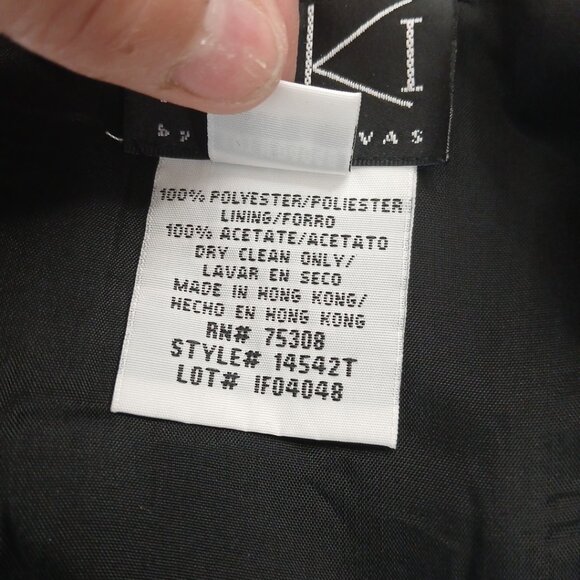 KI
by VAS
100% POLYESTER/POLIESTER
LINING/FORRO
100% ACETATE/ACETATO
DRY CLEAN ONLY/
LAVAR EN SECO
MADE IN HONG KONG/
HECHO EN HONG KONG
RN# 75308
STYLE# 14542T
LOT# IF04048